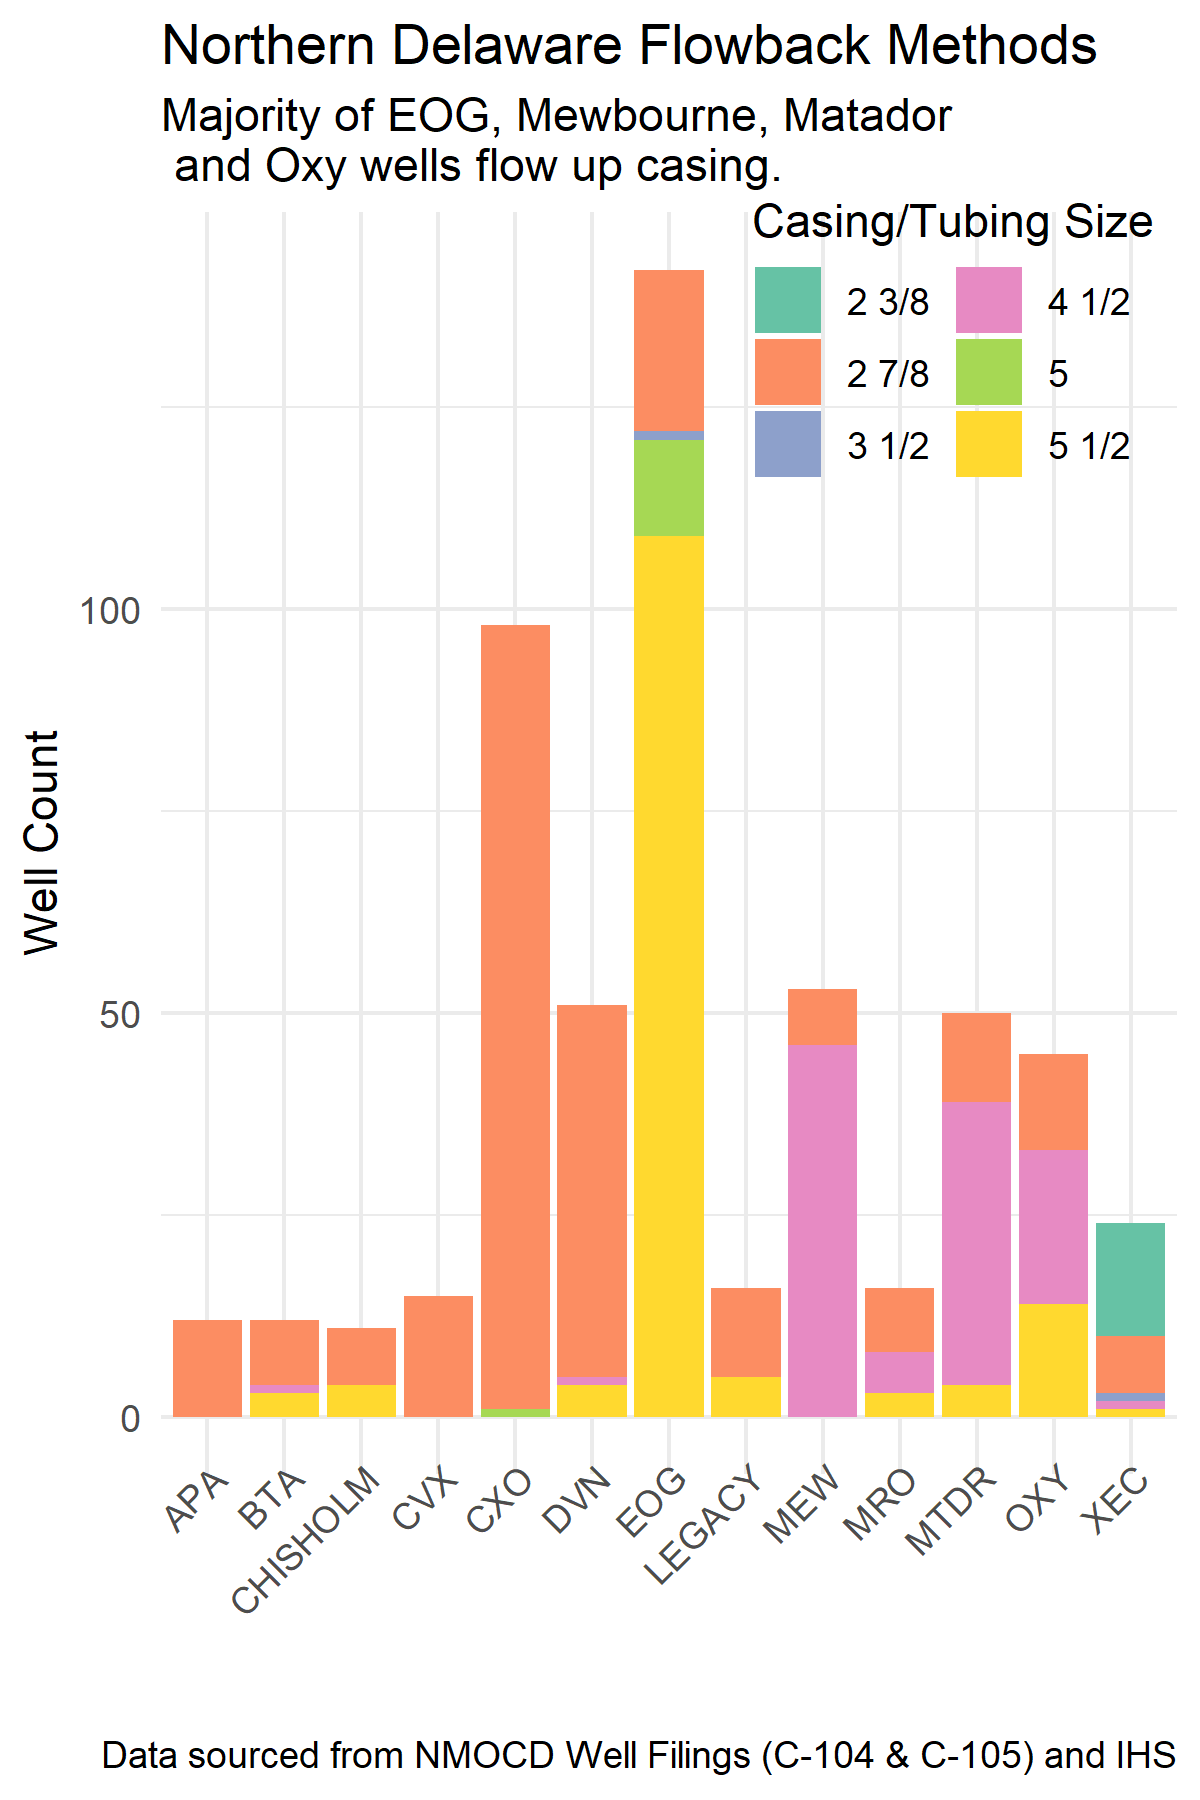 Northern Delaware Flowback Methods
Majority of EOG, Mewbourne, Matador
and Oxy wells flow up casing.
Casing/Tubing Size
2 3/8
4 1/2
2 7/8
5
3 1/2
5 1/2
Well Count
100
50
0
APA
BTA
CHISHOLM
CVX
CXO
DVN
EOG
LEGACY
MEW
MRO
MTDR
OXY
XEC
Data sourced from NMOCD Well Filings (C-104 & C-105) and IHS